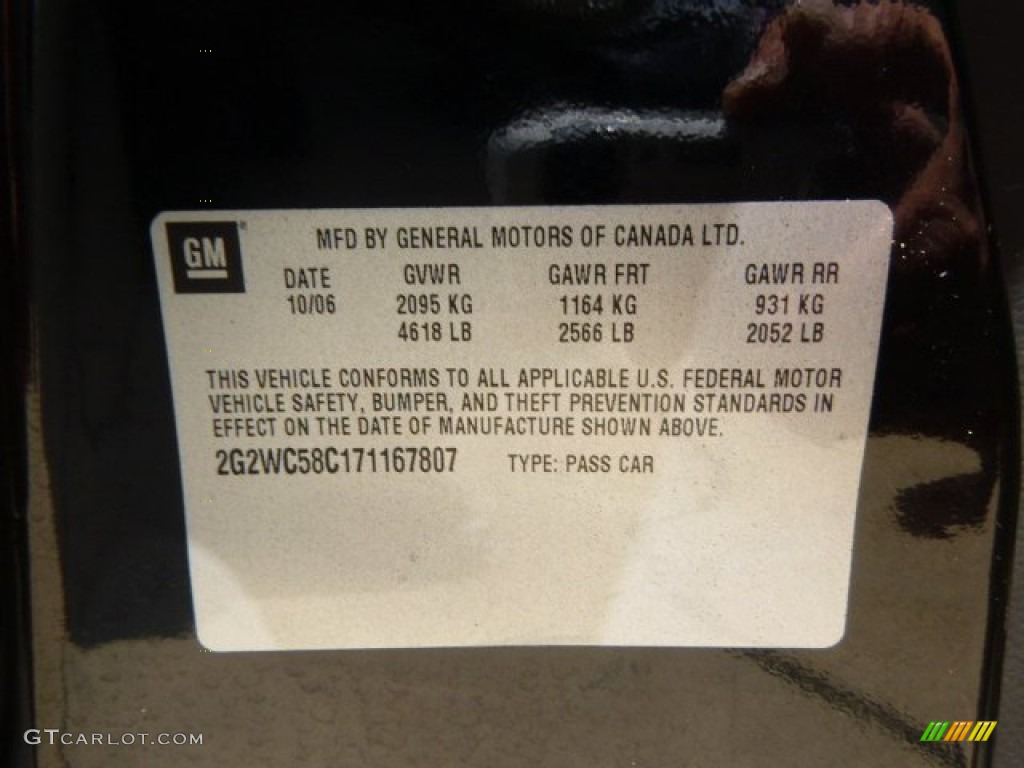 GM
MFD BY GENERAL MOTORS OF CANADA LTD.
DATE GVWR GAWR FRT GAWR RR
10/06 2095 KG 1164 KG 931 KG
4618 LB 2566 LB 2052 LB
THIS VEHICLE CONFORMS TO ALL APPLICABLE U.S. FEDERAL MOTOR
VEHICLE SAFETY, BUMPER, AND THEFT PREVENTION STANDARDS IN
EFFECT ON THE DATE OF MANUFACTURE SHOWN ABOVE.
2G2WC58C171167807 TYPE: PASS CAR
GTCARLOT.COM